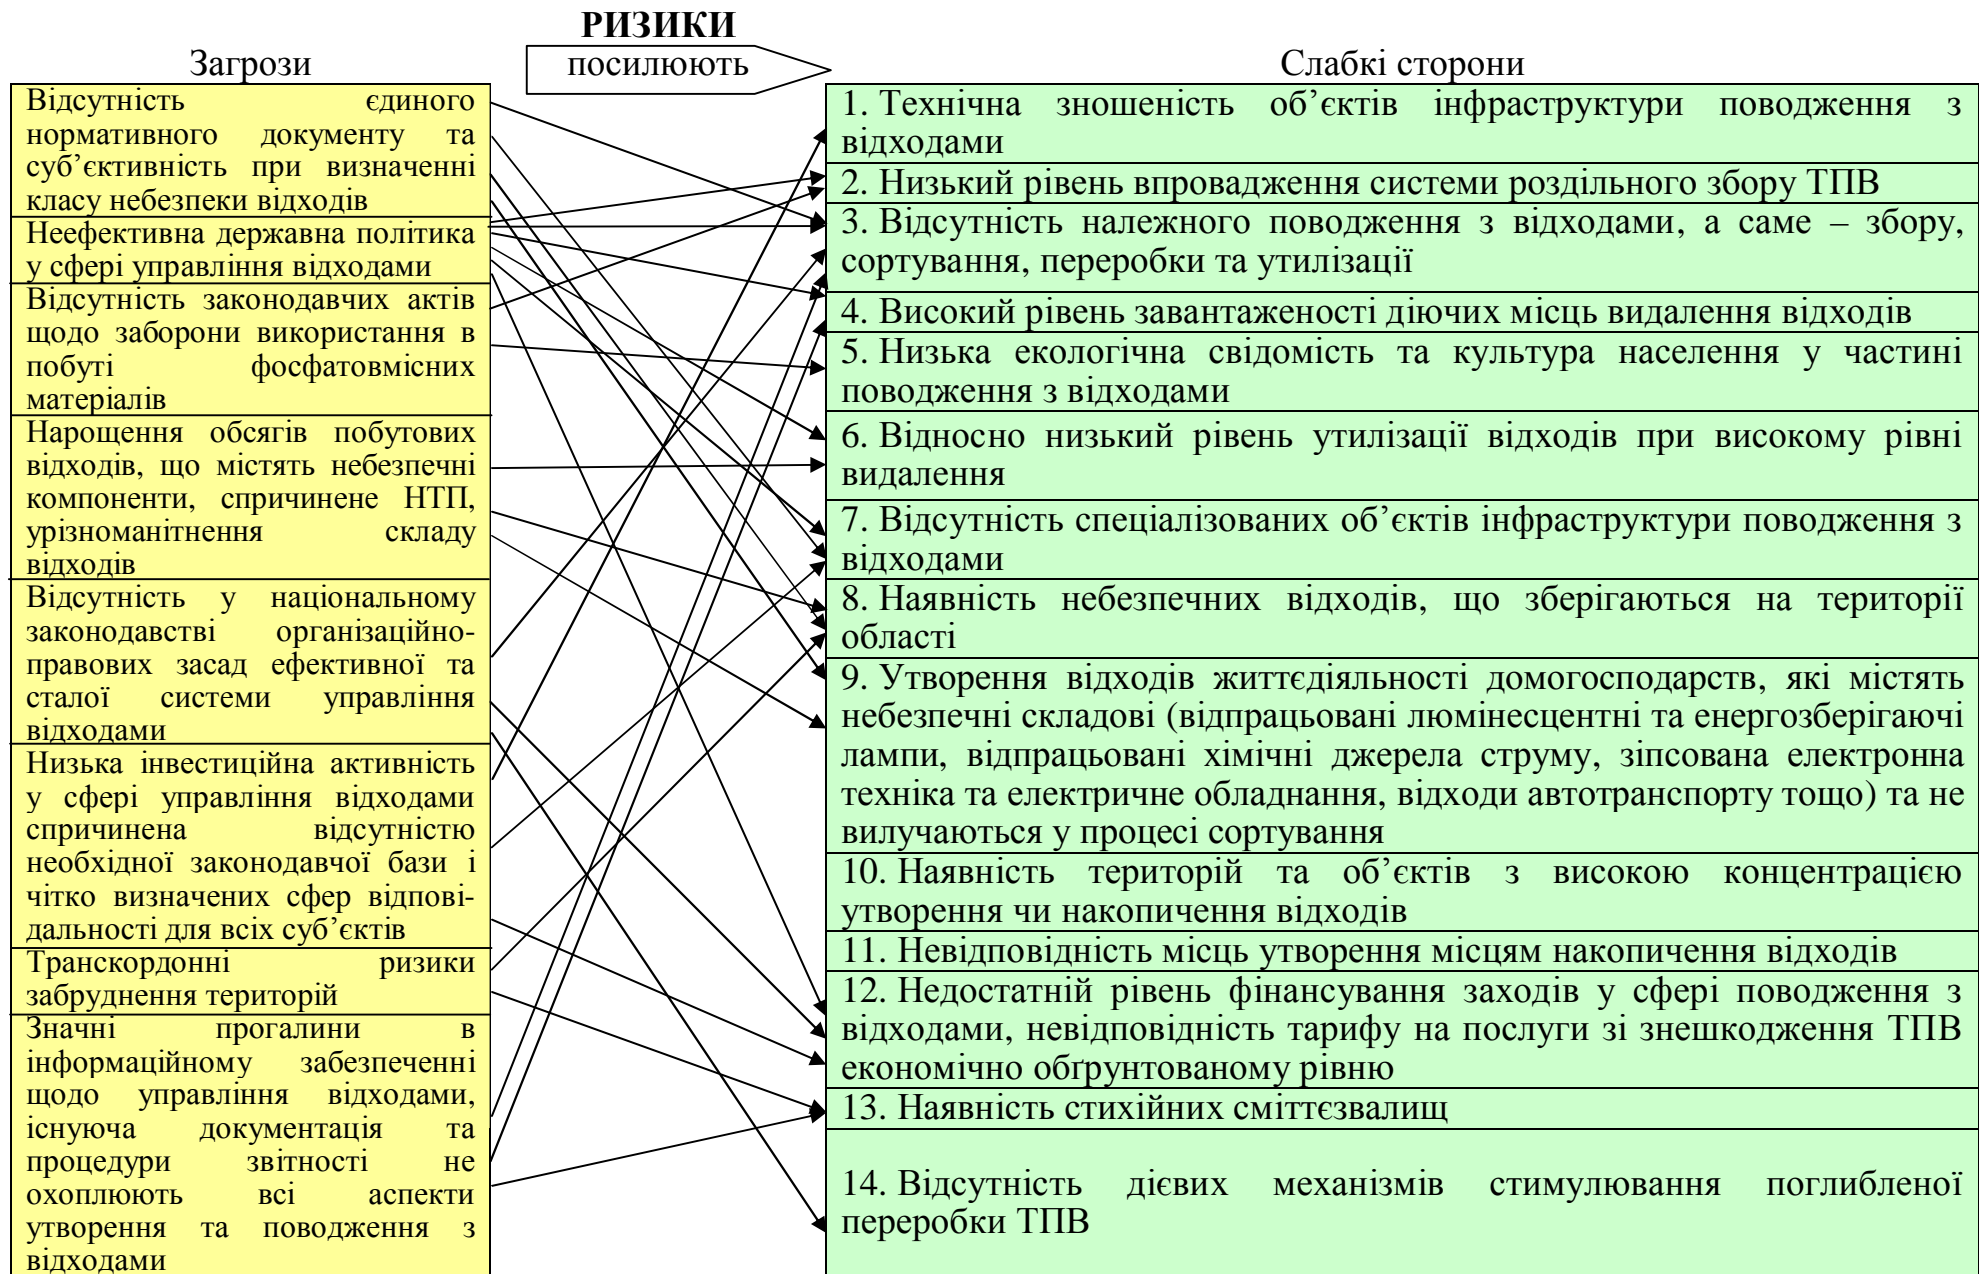 РИЗИКИ
посилюють
Загрози
Відсутність єдиного
нормативного документу та
суб’єктивність при визначенні
класу небезпеки відходів
Неефективна державна політика
у сфері управління відходами
Відсутність законодавчих актів
щодо заборони використання в
побуті фосфатовмісних
матеріалів
Нарощення обсягів побутових
відходів, що містять небезпечні
компоненти, спричинене НТП,
урізноманітнення складу
відходів
Відсутність у національному
законодавстві організаційно-
правових засад ефективної та
сталої системи управління
відходами
Низька інвестиційна активність
у сфері управління відходами
спричинена відсутністю
необхідної законодавчої бази і
чітко визначених сфер відпові-
дальності для всіх суб’єктів
Транскордонні ризики
забруднення територій
Значні прогалини в
інформаційному забезпеченні
щодо управління відходами,
існуюча документація та
процедури звітності не
охоплюють всі аспекти
утворення та поводження з
відходами
Слабкі сторони
1. Технічна зношеність об’єктів інфраструктури поводження з
відходами
2. Низький рівень впровадження системи роздільного збору ТПВ
3. Відсутність належного поводження з відходами, а саме – збору,
сортування, переробки та утилізації
4. Високий рівень завантаженості діючих місць видалення відходів
5. Низька екологічна свідомість та культура населення у частині
поводження з відходами
6. Відносно низький рівень утилізації відходів при високому рівні
видалення
7. Відсутність спеціалізованих об’єктів інфраструктури поводження з
відходами
8. Наявність небезпечних відходів, що зберігаються на території
області
9. Утворення відходів життєдіяльності домогосподарств, які містять
небезпечні складові (відпрацьовані люмінесцентні та енергозберігаючі
лампи, відпрацьовані хімічні джерела струму, зіпсована електронна
техніка та електричне обладнання, відходи автотранспорту тощо) та не
вилучаються у процесі сортування
10. Наявність територій та об’єктів з високою концентрацією
утворення чи накопичення відходів
11. Невідповідність місць утворення місцям накопичення відходів
12. Недостатній рівень фінансування заходів у сфері поводження з
відходами, невідповідність тарифу на послуги зі знешкодження ТПВ
економічно обґрунтованому рівню
13. Наявність стихійних сміттєзвалищ
14. Відсутність дієвих механізмів стимулювання поглибленої
переробки ТПВ